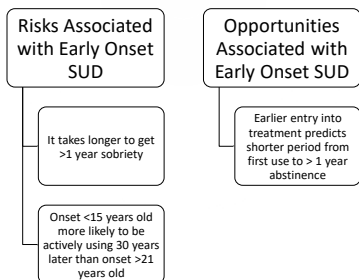 Risks Associated
with Early Onset
SUD
It takes longer to get
>1 year sobriety
Onset <15 years old
more likely to be
actively using 30 years
later than onset >21
years old
Opportunities
Associated with
Early Onset SUD
Earlier entry into
treatment predicts
shorter period from
first use to > 1 year
abstinence